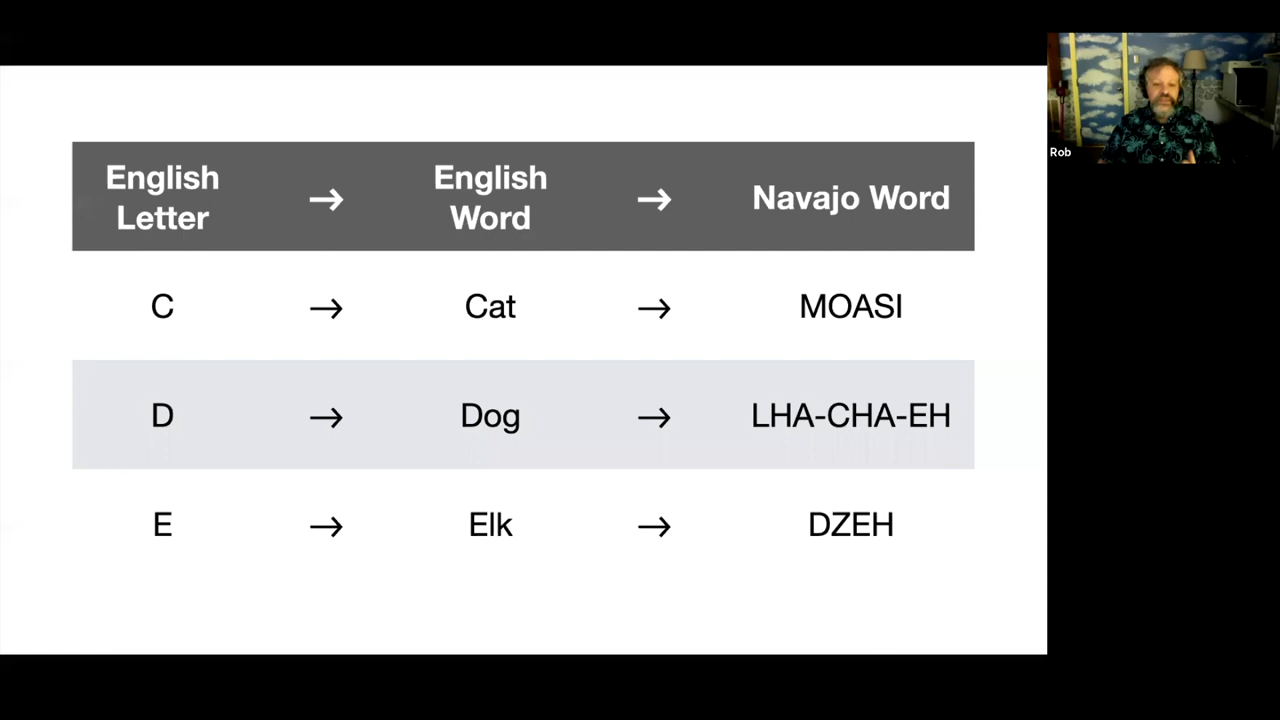 English Letter → English Word → Navajo Word
C → Cat → MOASI
D → Dog → LHA-CHA-EH
E → Elk → DZEH
Rob